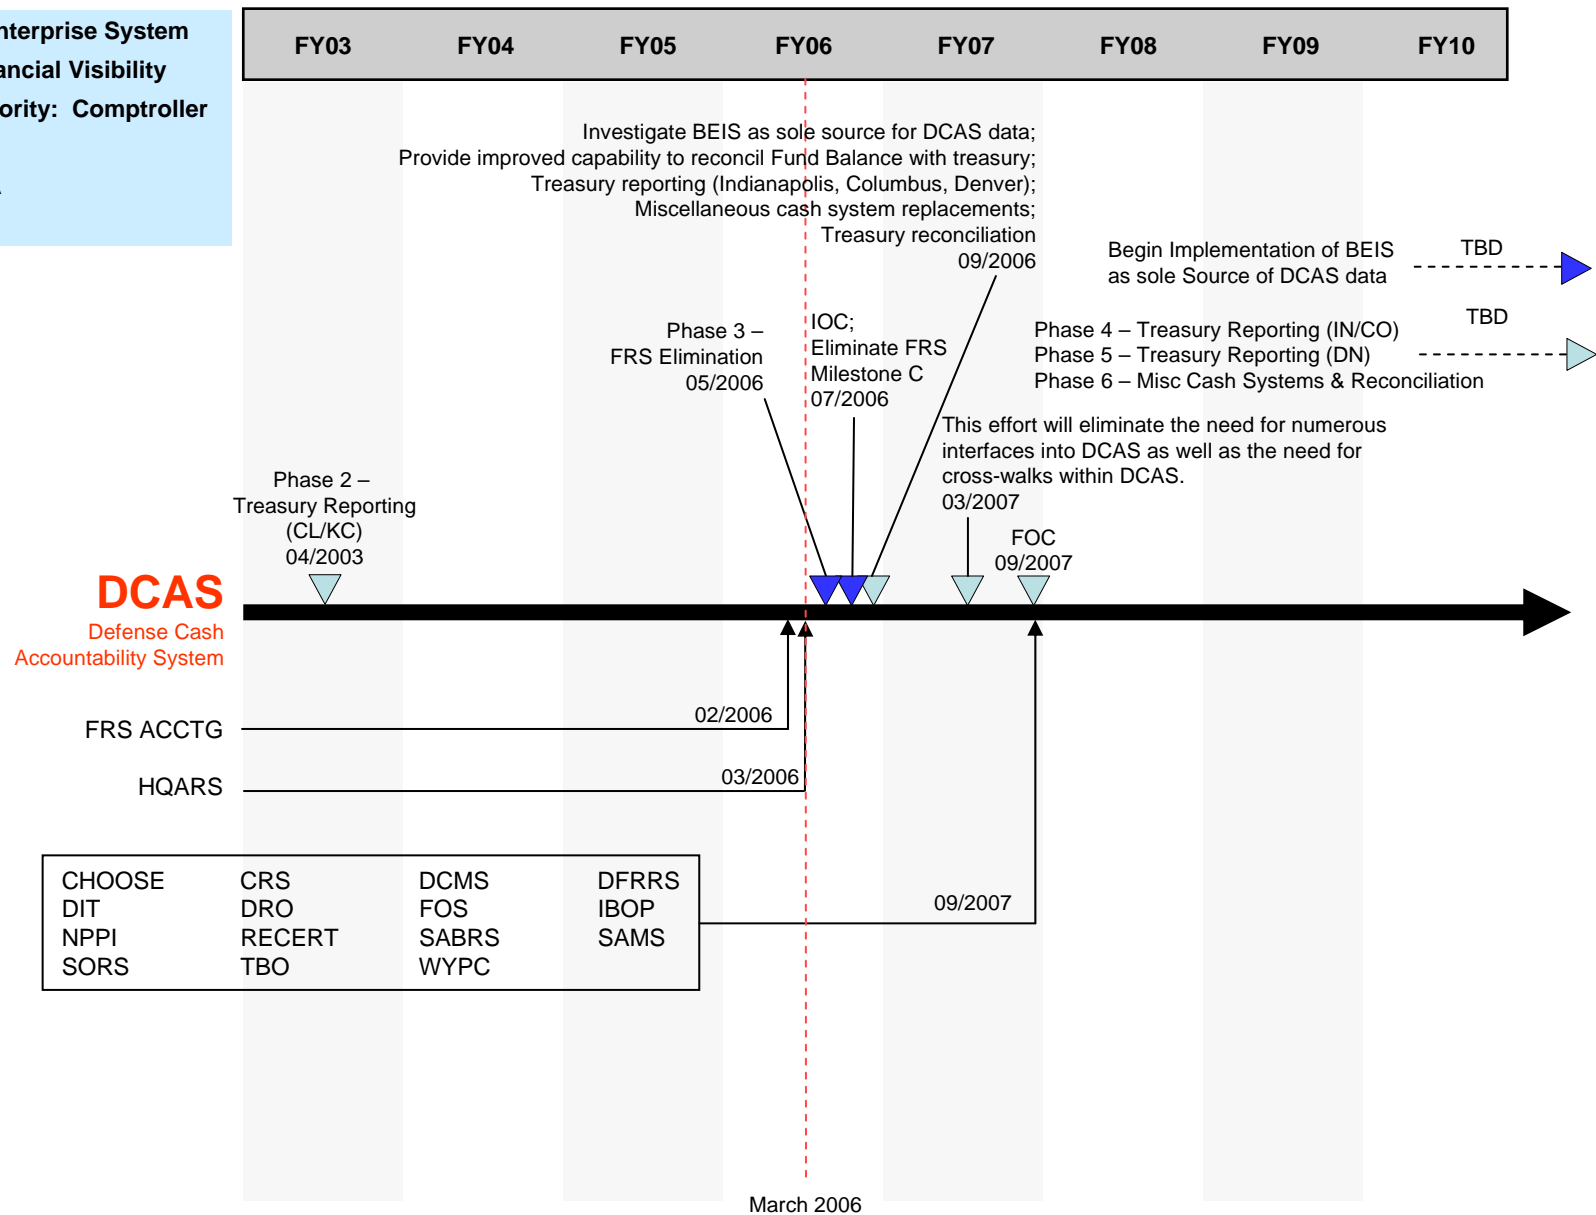 nterprise System
ancial Visibility
ority: Comptroller
FY03 FY04 FY05 FY06 FY07 FY08 FY09 FY10
Investigate BEIS as sole source for DCAS data;
Provide improved capability to reconcil Fund Balance with treasury;
Treasury reporting (Indianapolis, Columbus, Denver);
Miscellaneous cash system replacements;
Treasury reconciliation
09/2006
Begin Implementation of BEIS
as sole Source of DCAS data
TBD
Phase 3 –
FRS Elimination
05/2006
IOC;
Eliminate FRS
Milestone C
07/2006
Phase 4 – Treasury Reporting (IN/CO)
Phase 5 – Treasury Reporting (DN)
Phase 6 – Misc Cash Systems & Reconciliation
TBD
This effort will eliminate the need for numerous
interfaces into DCAS as well as the need for
cross-walks within DCAS.
03/2007
Phase 2 –
Treasury Reporting
(CL/KC)
04/2003
FOC
09/2007
DCAS
Defense Cash
Accountability System
FRS ACCTG
02/2006
HQARS
03/2006
CHOOSE CRS DCMS DFRRS
DIT DRO FOS IBOP
NPPI RECERT SABRS SAMS
SORS TBO WYPC
09/2007
March 2006